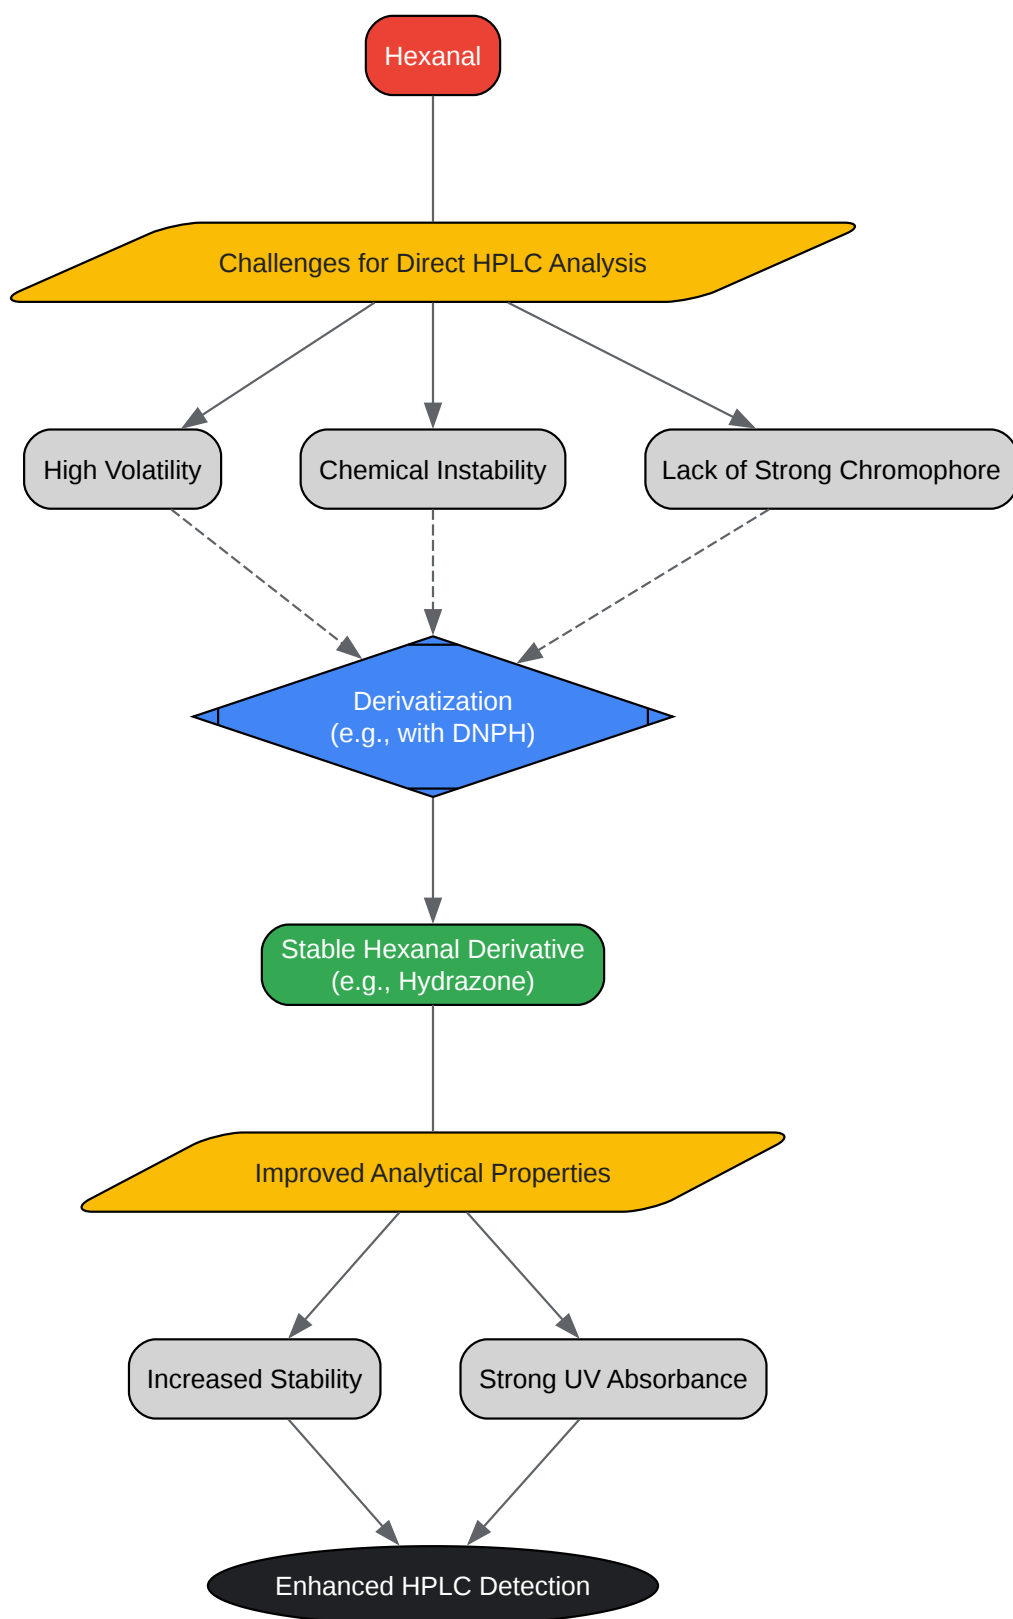 Hexanal
Challenges for Direct HPLC Analysis
High Volatility
Chemical Instability
Lack of Strong Chromophore
Derivatization
(e.g., with DNPH)
Stable Hexanal Derivative
(e.g., Hydrazone)
Improved Analytical Properties
Increased Stability
Strong UV Absorbance
Enhanced HPLC Detection